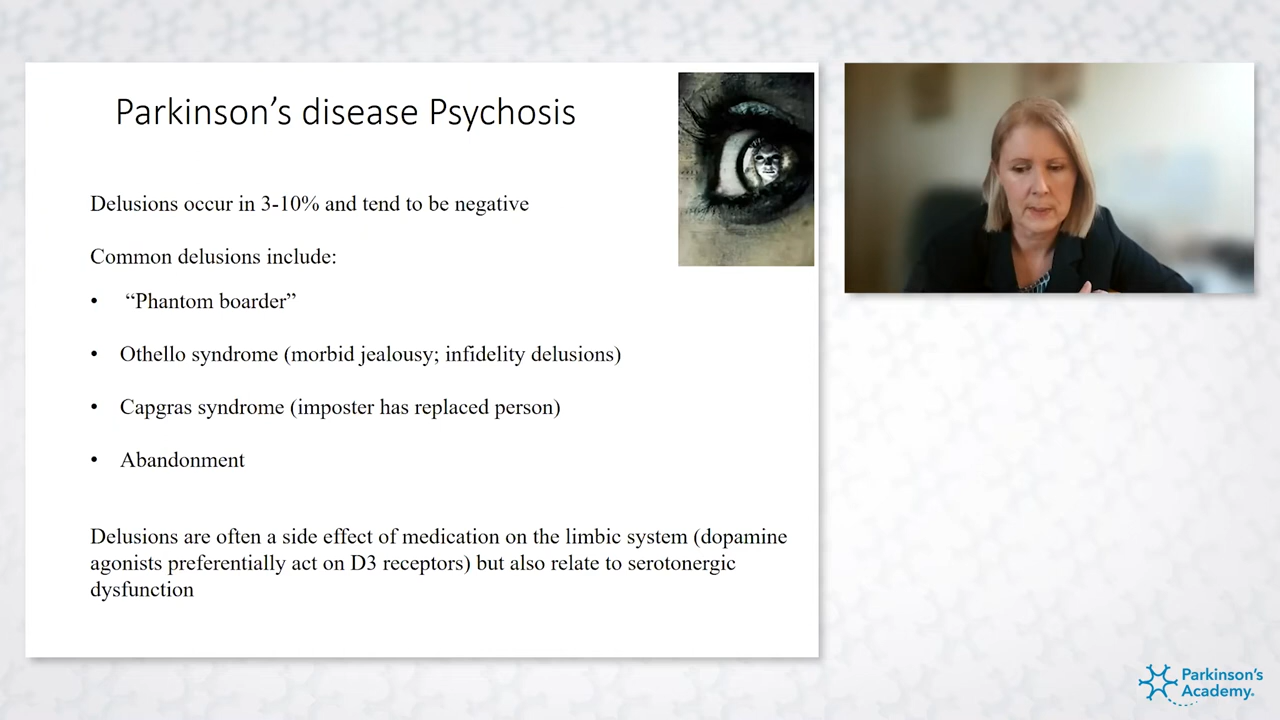 Parkinson’s disease Psychosis
Delusions occur in 3-10% and tend to be negative
Common delusions include:
• “Phantom boarder”
• Othello syndrome (morbid jealousy; infidelity delusions)
• Capgras syndrome (imposter has replaced person)
• Abandonment
Delusions are often a side effect of medication on the limbic system (dopamine
agonists preferentially act on D3 receptors) but also relate to serotonergic
dysfunction
Parkinson’s
Academy.